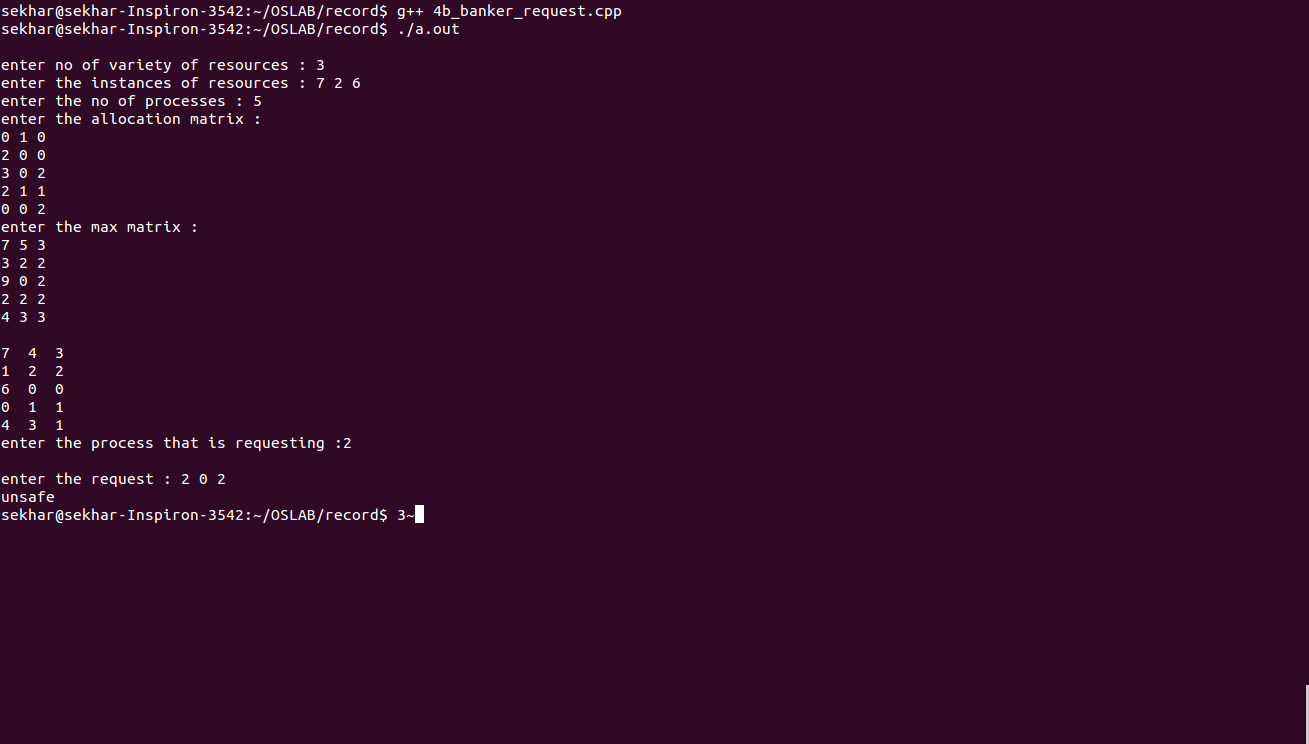 sekhar@sekhar-Inspiron-3542:~/OSLAB/record$ g++ 4b_banker_request.cpp
sekhar@sekhar-Inspiron-3542:~/OSLAB/record$ ./a.out
enter no of variety of resources : 3
enter the instances of resources : 7 2 6
enter the no of processes : 5
enter the allocation matrix :
0 1 0
2 0 0
3 0 2
2 1 1
0 0 2
enter the max matrix :
7 5 3
3 2 2
9 0 2
2 2 2
4 3 3
7  4  3
1  2  2
6  0  0
0  1  1
4  3  1
enter the process that is requesting :2
enter the request : 2 0 2
unsafe
sekhar@sekhar-Inspiron-3542:~/OSLAB/record$ 3~